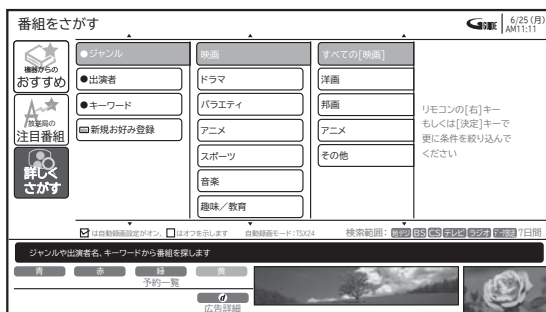 番組をさがす
GGUIDE
6/25(月)
AM11:11
機器からの
おすすめ
放送局の
注目番組
詳しく
さがす
●ジャンル
●出演者
●キーワード
新規お好み登録
映画
ドラマ
バラエティ
アニメ
スポーツ
音楽
趣味／教育
すべての[映画]
洋画
邦画
アニメ
その他
リモコンの[右]キー
もしくは[決定]キーで
更に条件を絞り込んで
ください
は自動録画設定がオン、はオフを示します 自動録画モード:TSX24 検索範囲: 地デジ BS CS テレビ ラジオ 7日間
ジャンルや出演者名、キーワードから番組を探します
青 赤 緑 黄
予約一覧
d
広告詳細